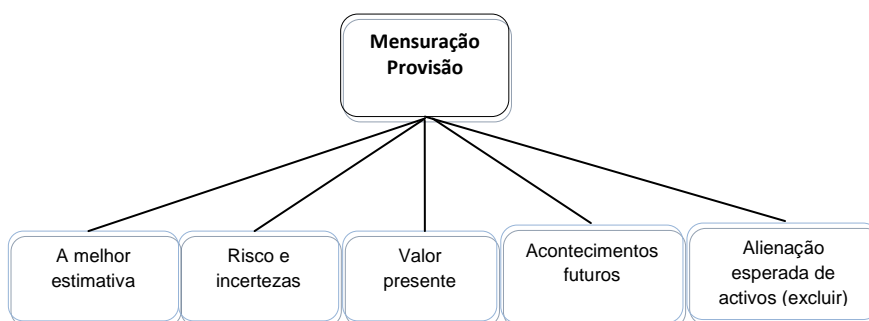 Mensuração
Provisão
A melhor
estimativa
Risco e
incertezas
Valor
presente
Acontecimentos
futuros
Alienação
esperada de
activos (excluir)